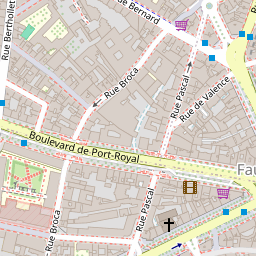 Rue Berthollet
Rue Bernard
Rue Broca
Rue Pascal
Rue de Valence
Boulevard de Port-Royal
Fau
Rue Broca
Rue Pascal